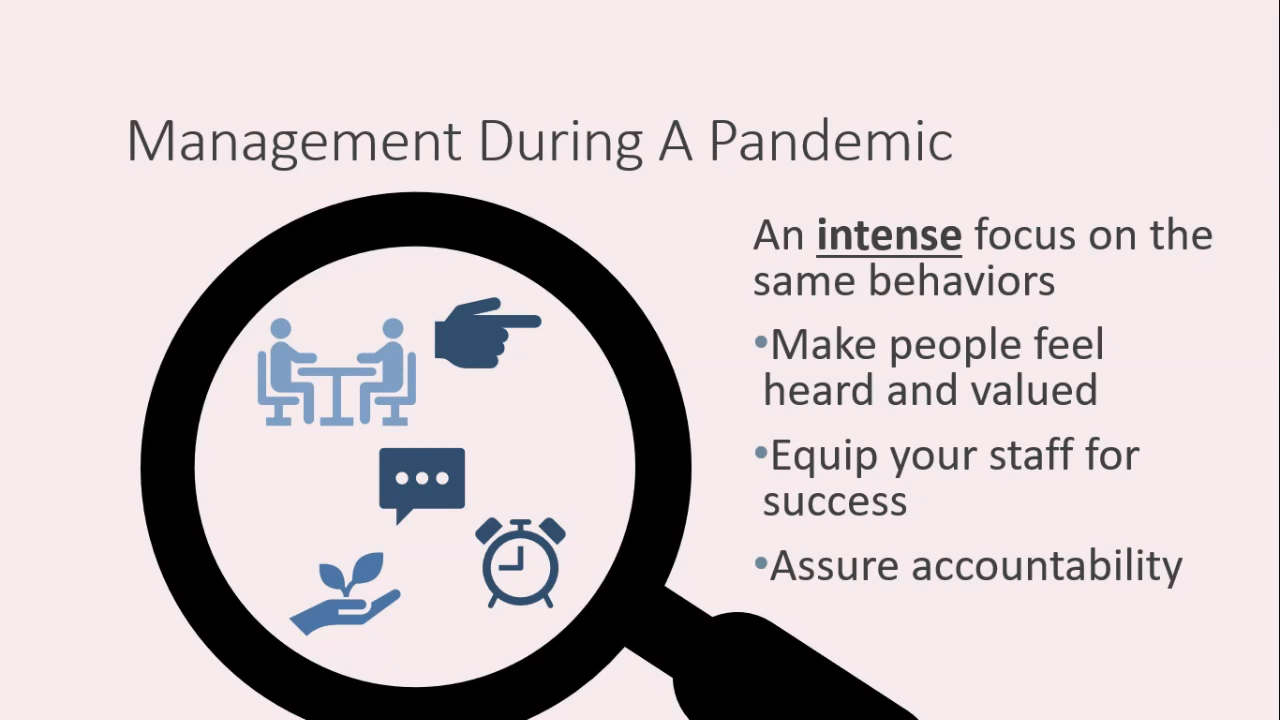 Management During A Pandemic
An intense focus on the
same behaviors
•Make people feel
heard and valued
•Equip your staff for
success
•Assure accountability